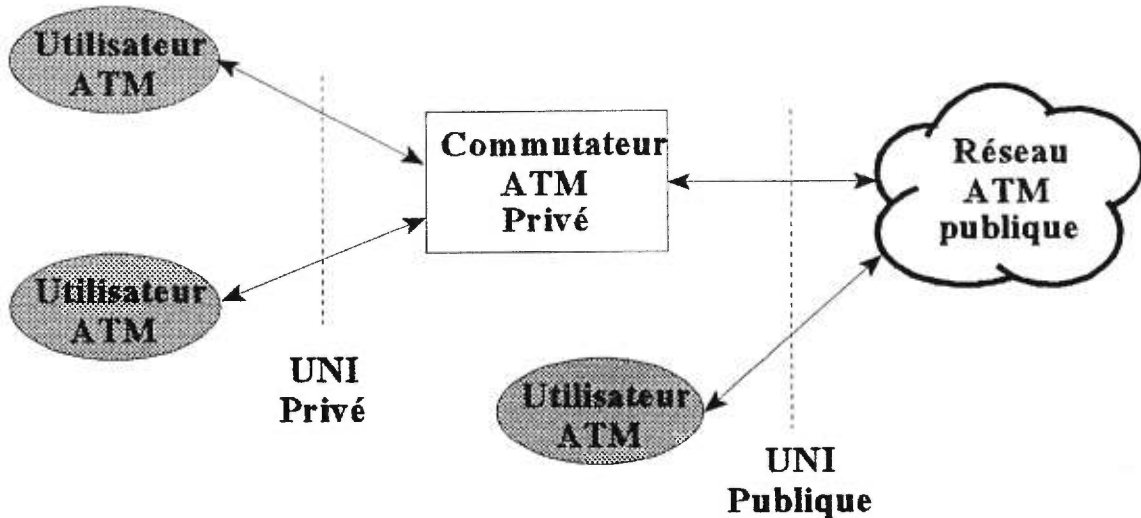 Utilisateur
ATM
Commutateur
ATM
Privé
Réseau
ATM
publique
Utilisateur
ATM
UNI
Privé
Utilisateur
ATM
UNI
Publique